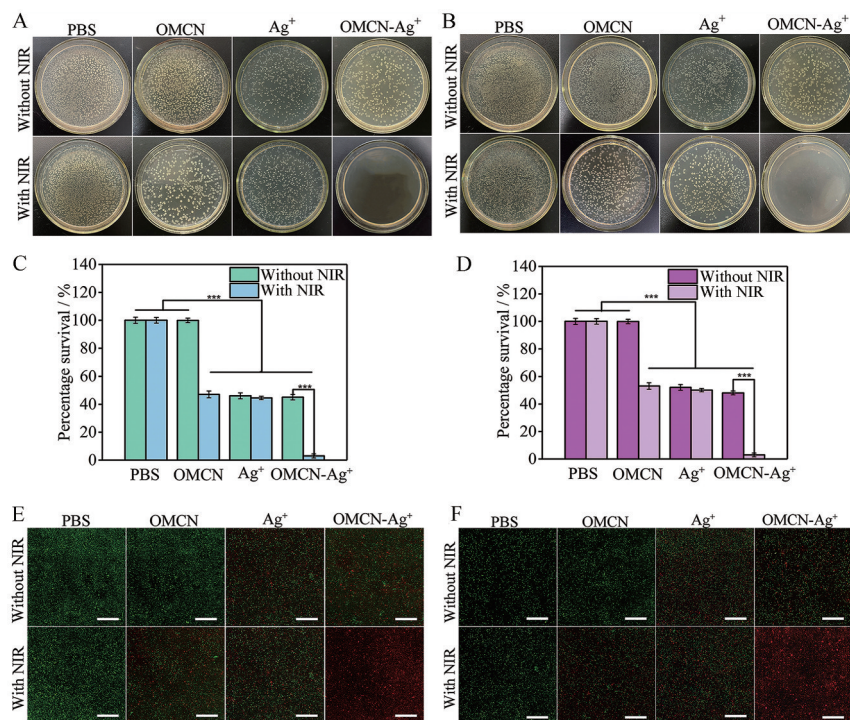 A
PBS OMCN Ag⁺ OMCN-Ag⁺
Without NIR
With NIR
B
PBS OMCN Ag⁺ OMCN-Ag⁺
Without NIR
With NIR
C
Percentage survival / %
140
120
100
80
60
40
20
0
Without NIR
With NIR
***
***
PBS OMCN Ag⁺ OMCN-Ag⁺
D
Percentage survival / %
140
120
100
80
60
40
20
0
Without NIR
With NIR
***
***
PBS OMCN Ag⁺ OMCN-Ag⁺
E
PBS OMCN Ag⁺ OMCN-Ag⁺
Without NIR
With NIR
F
PBS OMCN Ag⁺ OMCN-Ag⁺
Without NIR
With NIR